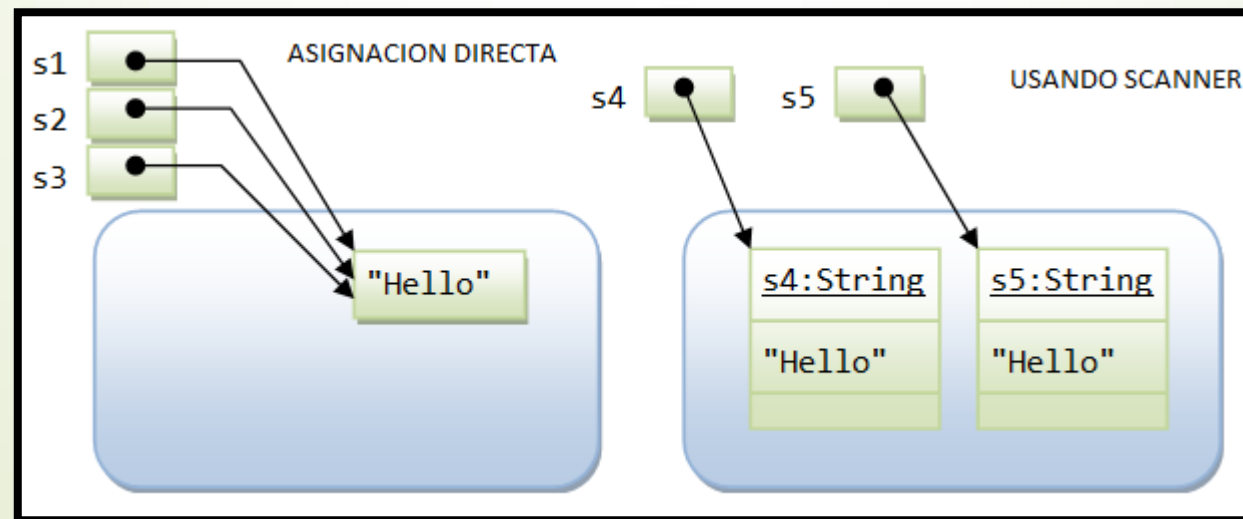 s1
s2
s3
ASIGNACION DIRECTA
"Hello"
s4
s5
USANDO SCANNER
s4:String
s5:String
"Hello"
"Hello"